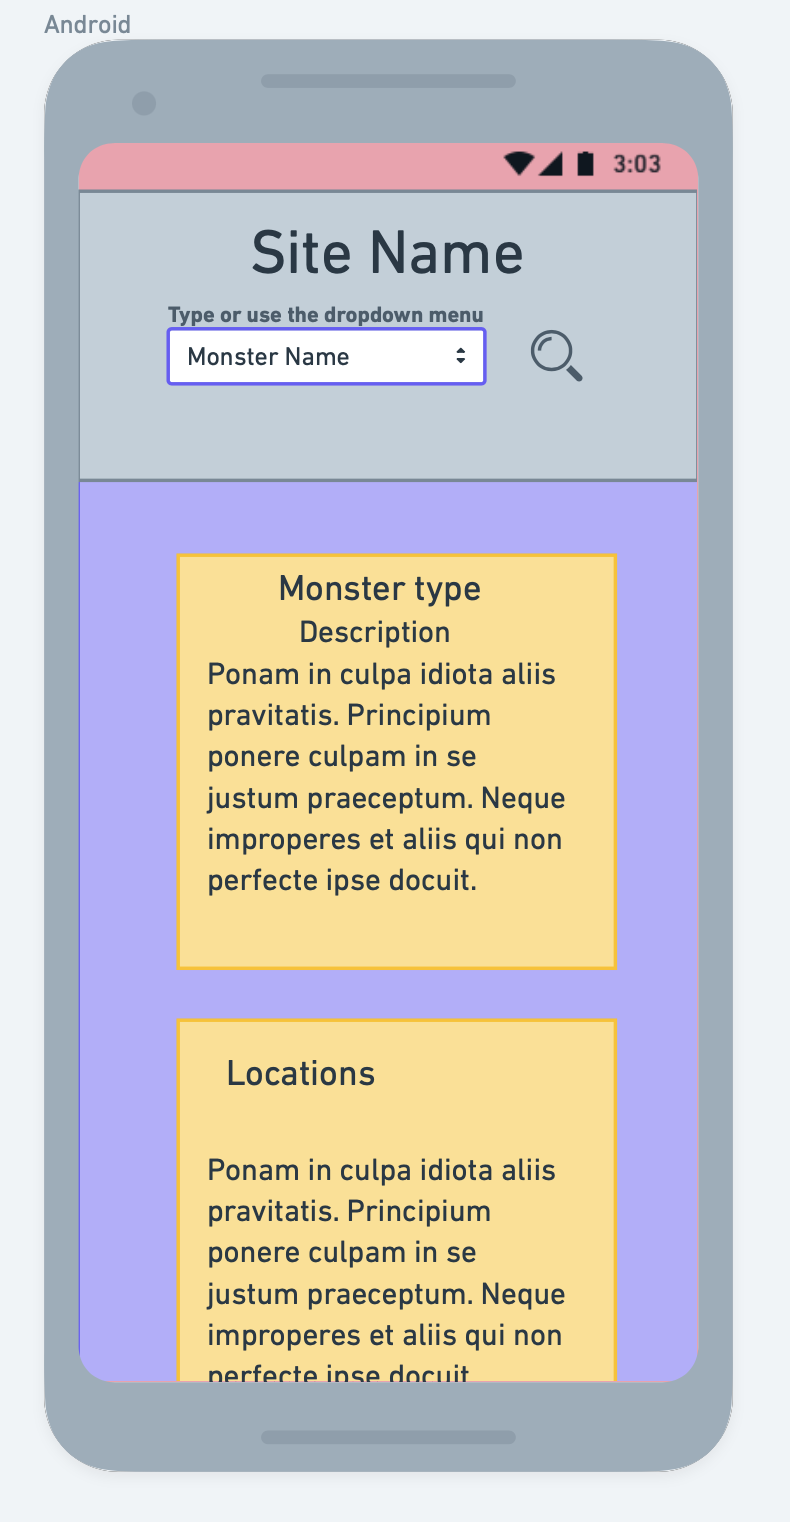 Android
3:03
Site Name
Type or use the dropdown menu
Monster Name
Monster type
Description
Ponam in culpa idiota aliis
pravitatis. Principium
ponere culpam in se
justum praeceptum. Neque
improperes et aliis qui non
perfecte ipse docuit.
Locations
Ponam in culpa idiota aliis
pravitatis. Principium
ponere culpam in se
justum praeceptum. Neque
improperes et aliis qui non
perfecte ipse docuit.